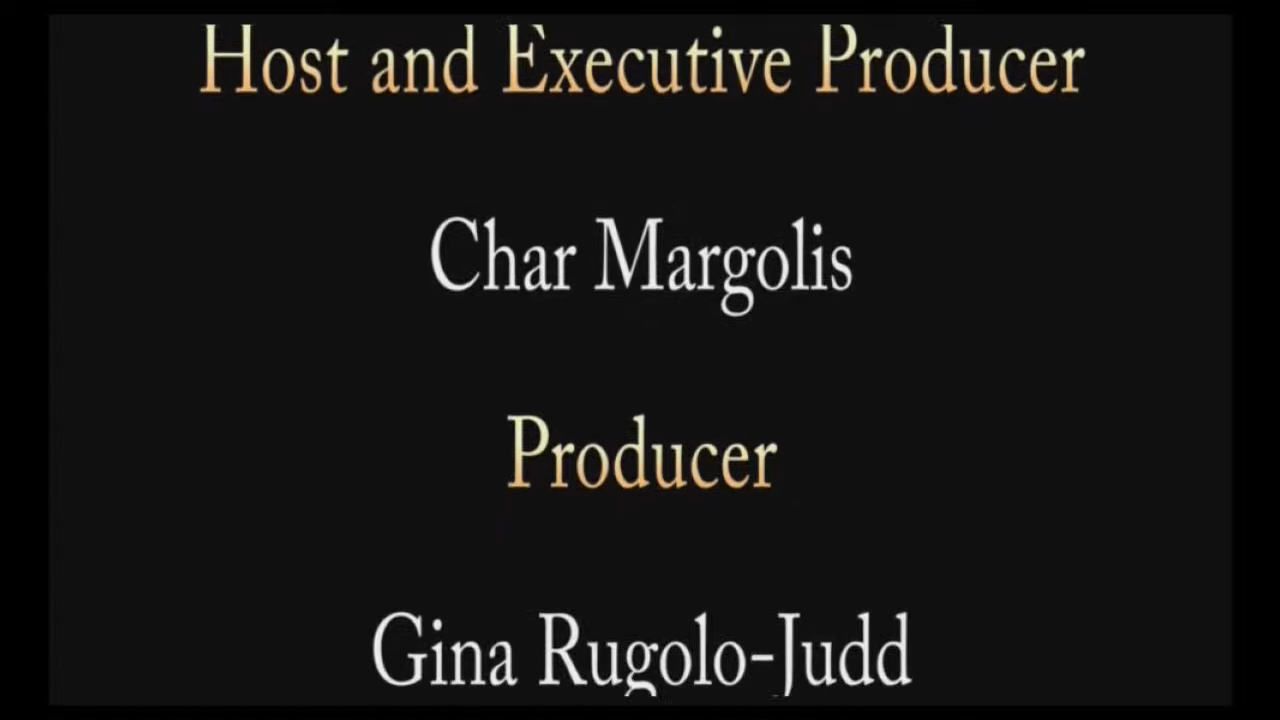 Host and Executive Producer
Char Margolis
Producer
Gina Rugolo-Judd